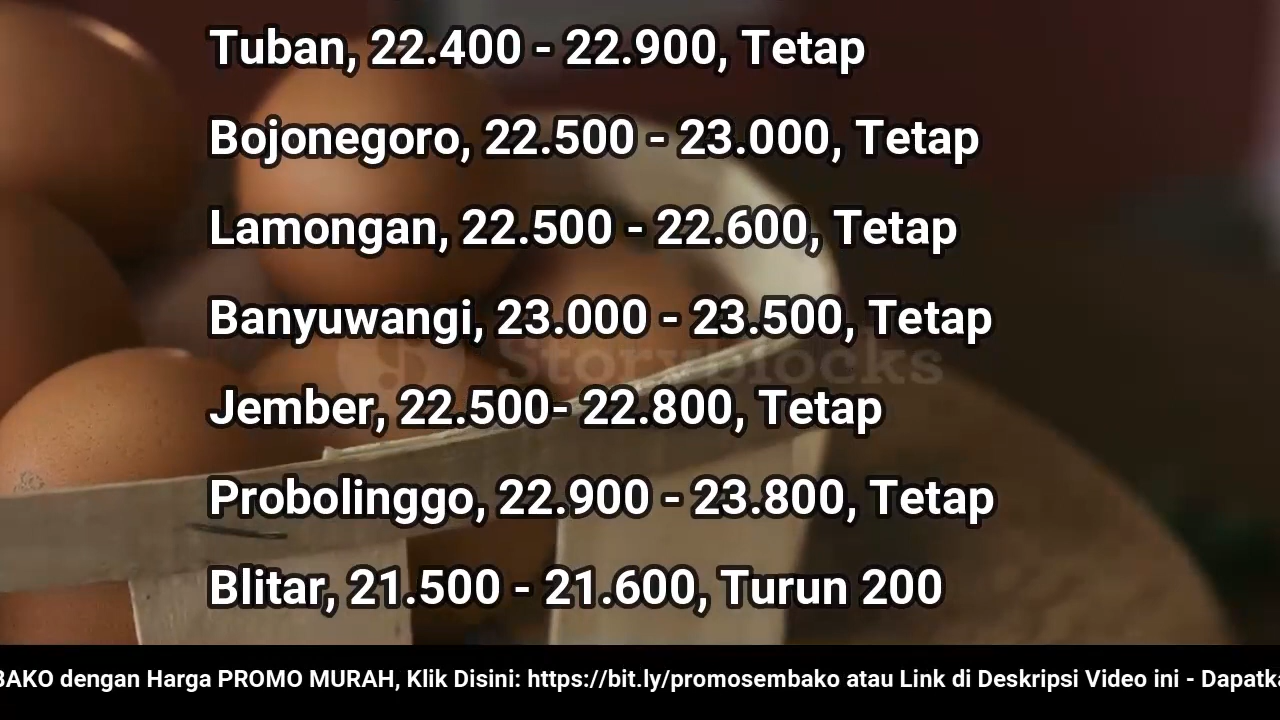 Tuban, 22.400 - 22.900, Tetap
Bojonegoro, 22.500 - 23.000, Tetap
Lamongan, 22.500 - 22.600, Tetap
Banyuwangi, 23.000 - 23.500, Tetap
Storyblocks
Jember, 22.500- 22.800, Tetap
Probolinggo, 22.900 - 23.800, Tetap
Blitar, 21.500 - 21.600, Turun 200
BAKO dengan Harga PROMO MURAH, Klik Disini: https://bit.ly/promosembako atau Link di Deskripsi Video ini - Dapatka